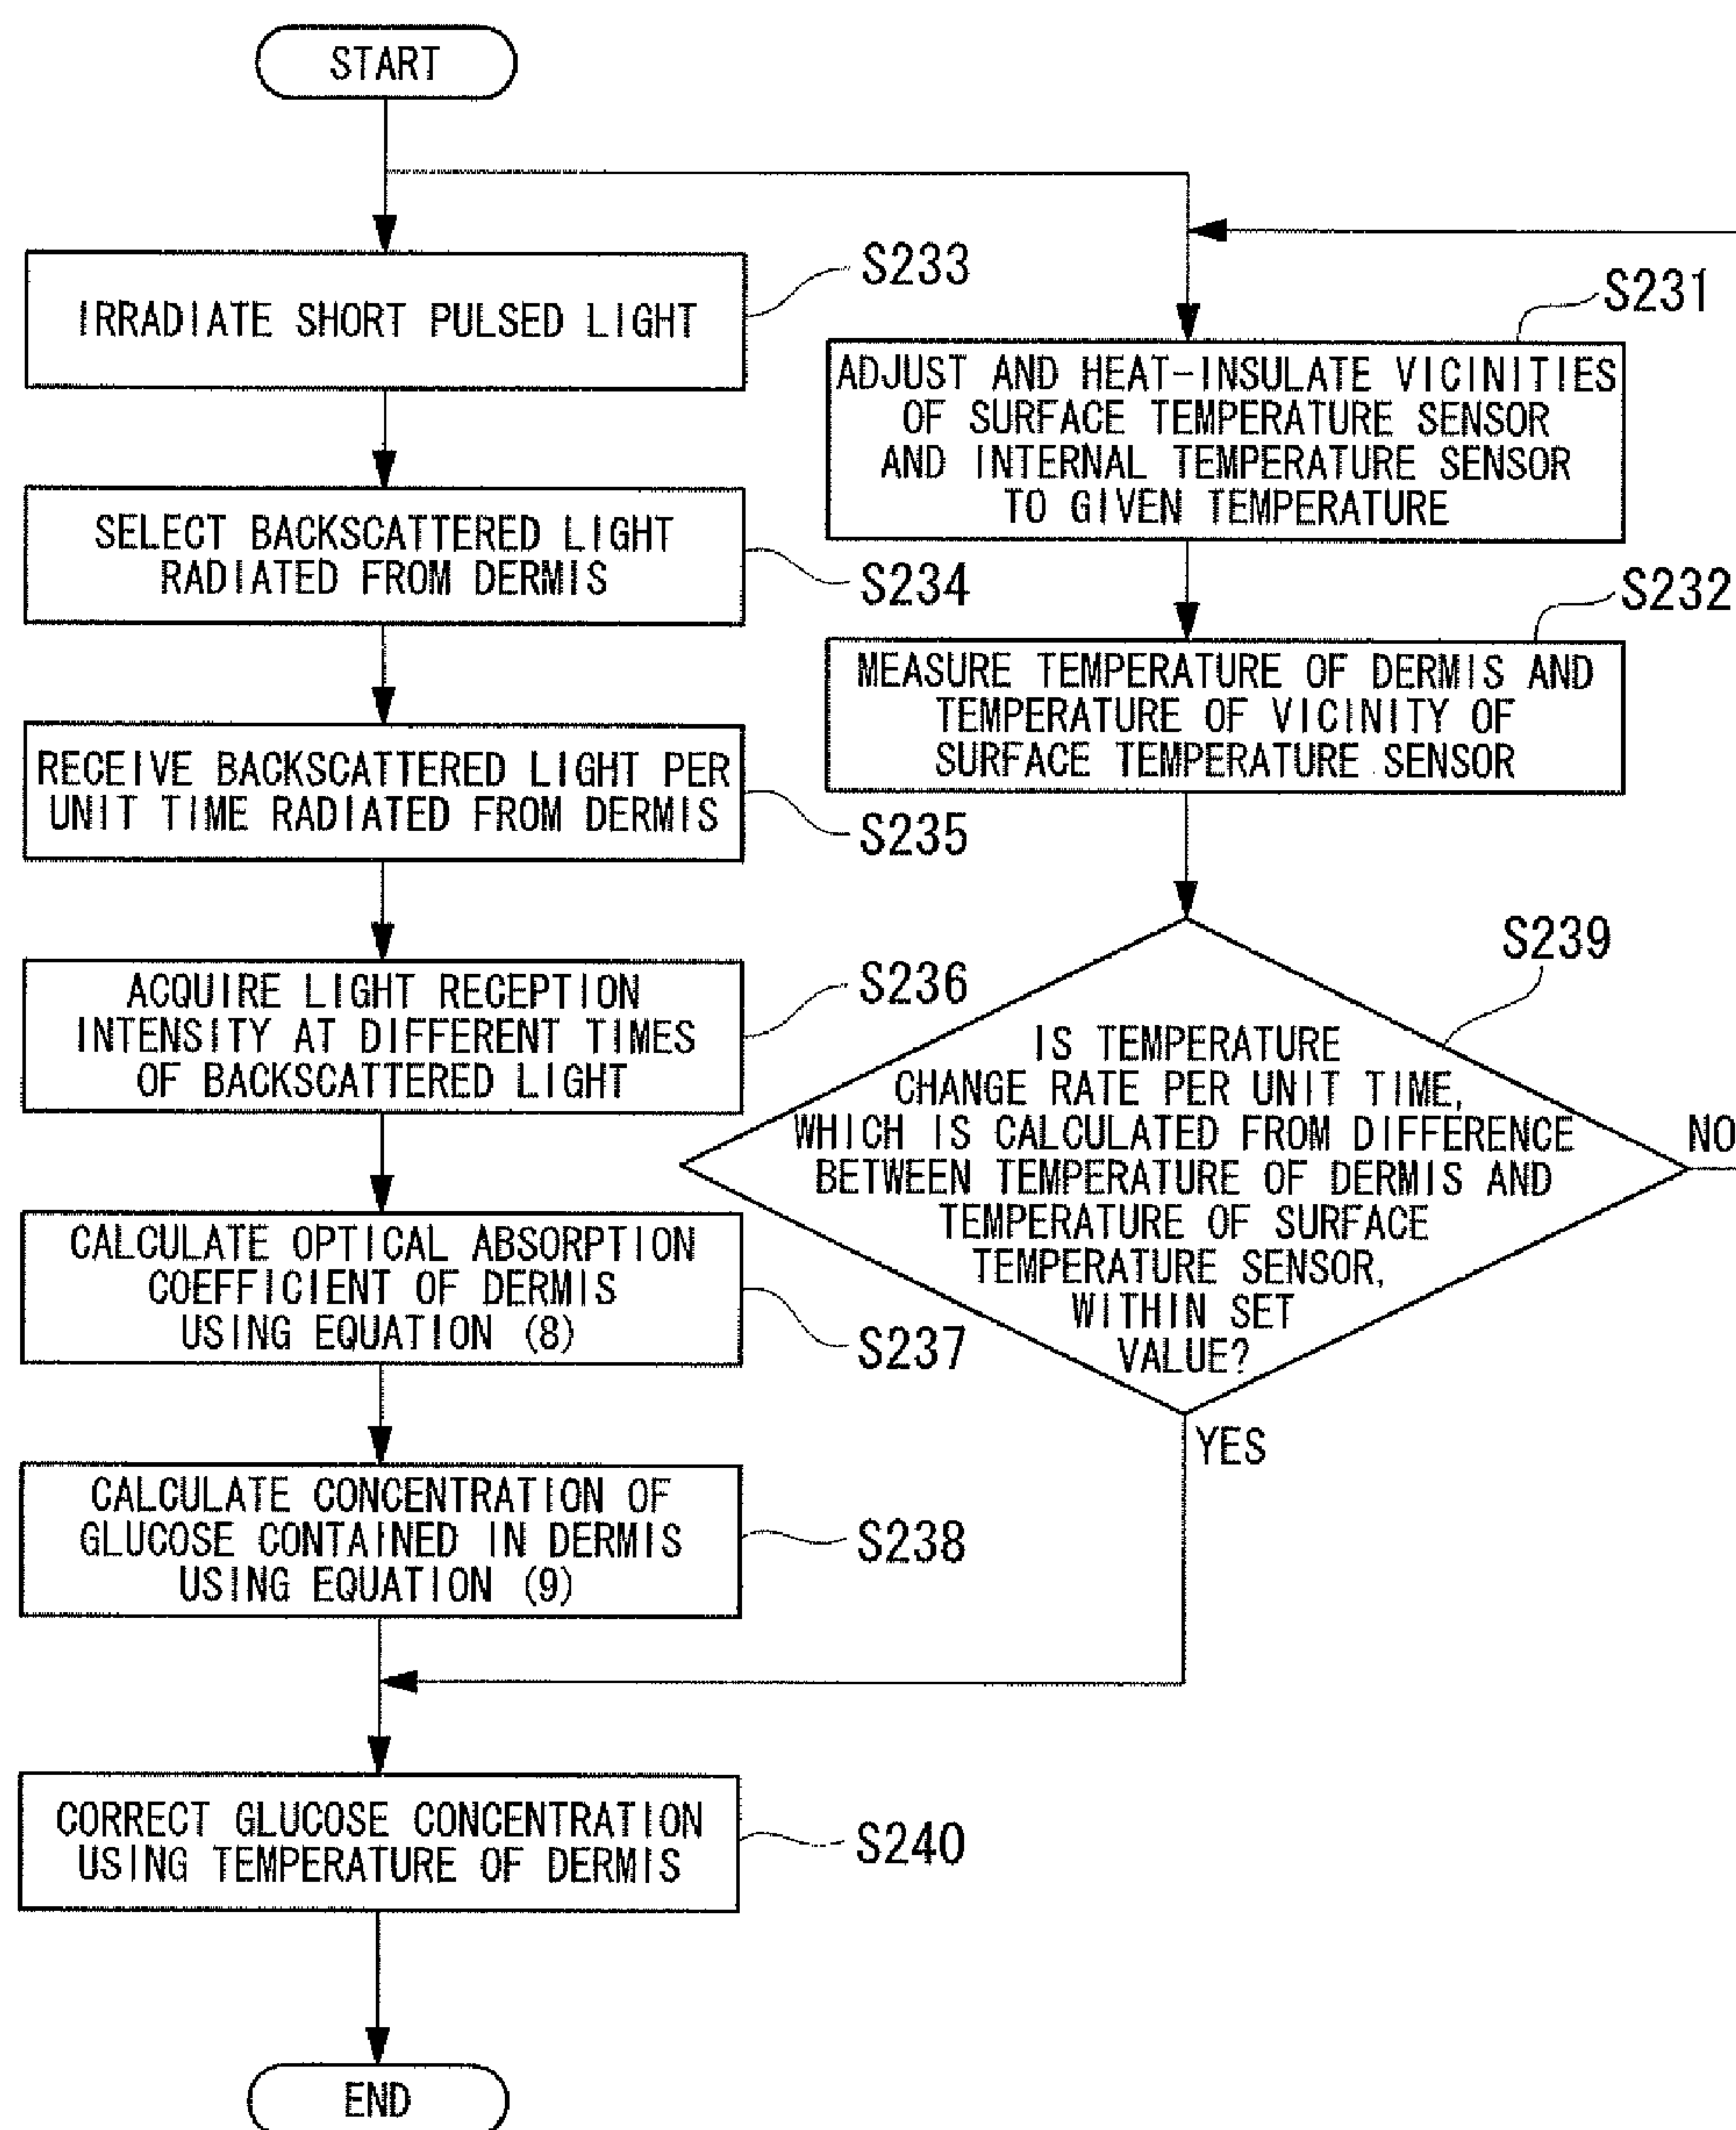 START
IRRADIATE SHORT PULSED LIGHT
S233
SELECT BACKSCATTERED LIGHT
RADIATED FROM DERMIS
S234
RECEIVE BACKSCATTERED LIGHT PER
UNIT TIME RADIATED FROM DERMIS
S235
ACQUIRE LIGHT RECEPTION
INTENSITY AT DIFFERENT TIMES
OF BACKSCATTERED LIGHT
S236
CALCULATE OPTICAL ABSORPTION
COEFFICIENT OF DERMIS
USING EQUATION (8)
S237
CALCULATE CONCENTRATION OF
GLUCOSE CONTAINED IN DERMIS
USING EQUATION (9)
S238
S231
ADJUST AND HEAT-INSULATE VICINITIES
OF SURFACE TEMPERATURE SENSOR
AND INTERNAL TEMPERATURE SENSOR
TO GIVEN TEMPERATURE
S232
MEASURE TEMPERATURE OF DERMIS AND
TEMPERATURE OF VICINITY OF
SURFACE TEMPERATURE SENSOR
S239
IS TEMPERATURE
CHANGE RATE PER UNIT TIME,
WHICH IS CALCULATED FROM DIFFERENCE
BETWEEN TEMPERATURE OF DERMIS AND
TEMPERATURE OF SURFACE
TEMPERATURE SENSOR,
WITHIN SET
VALUE?
NO
YES
CORRECT GLUCOSE CONCENTRATION
USING TEMPERATURE OF DERMIS
S240
END